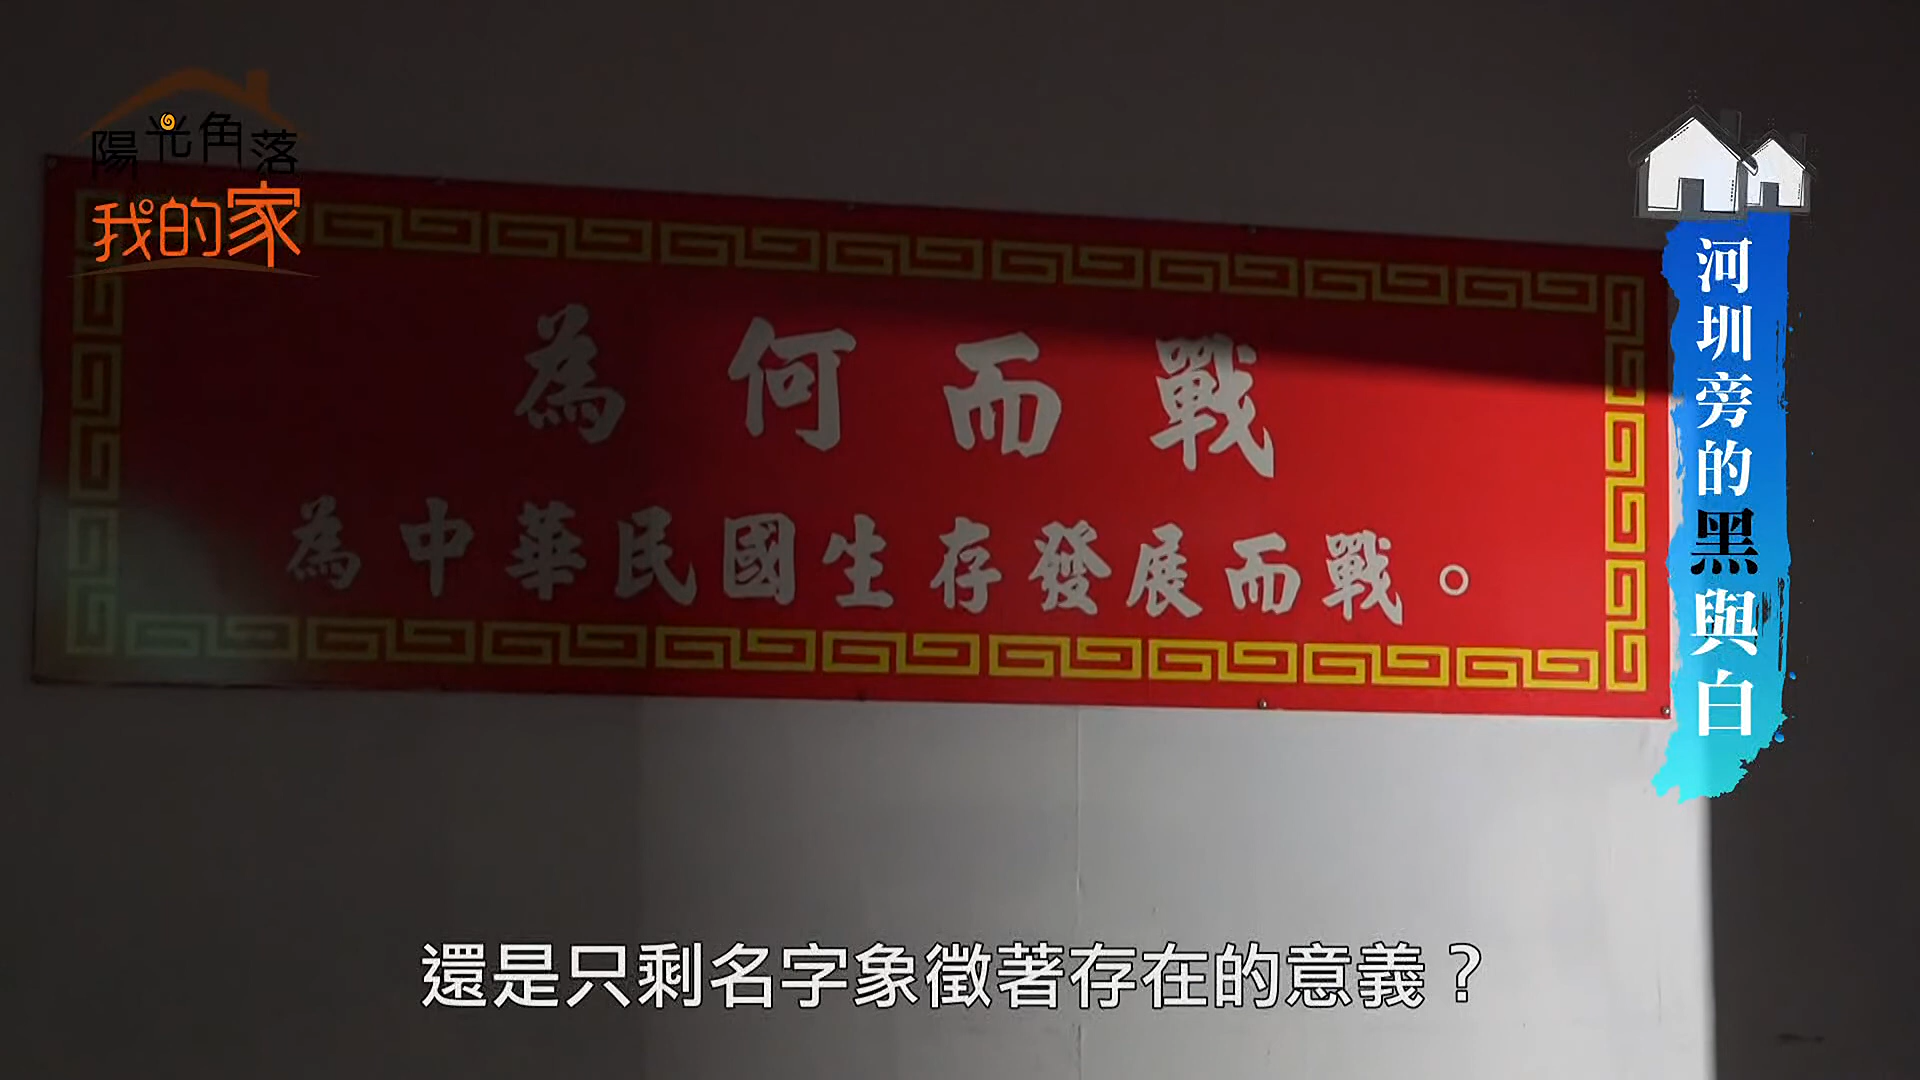 陽光角落
我的家
為何而戰
為中華民國生存發展而戰。
河圳旁的黑與白
還是只剩名字象徵著存在的意義？